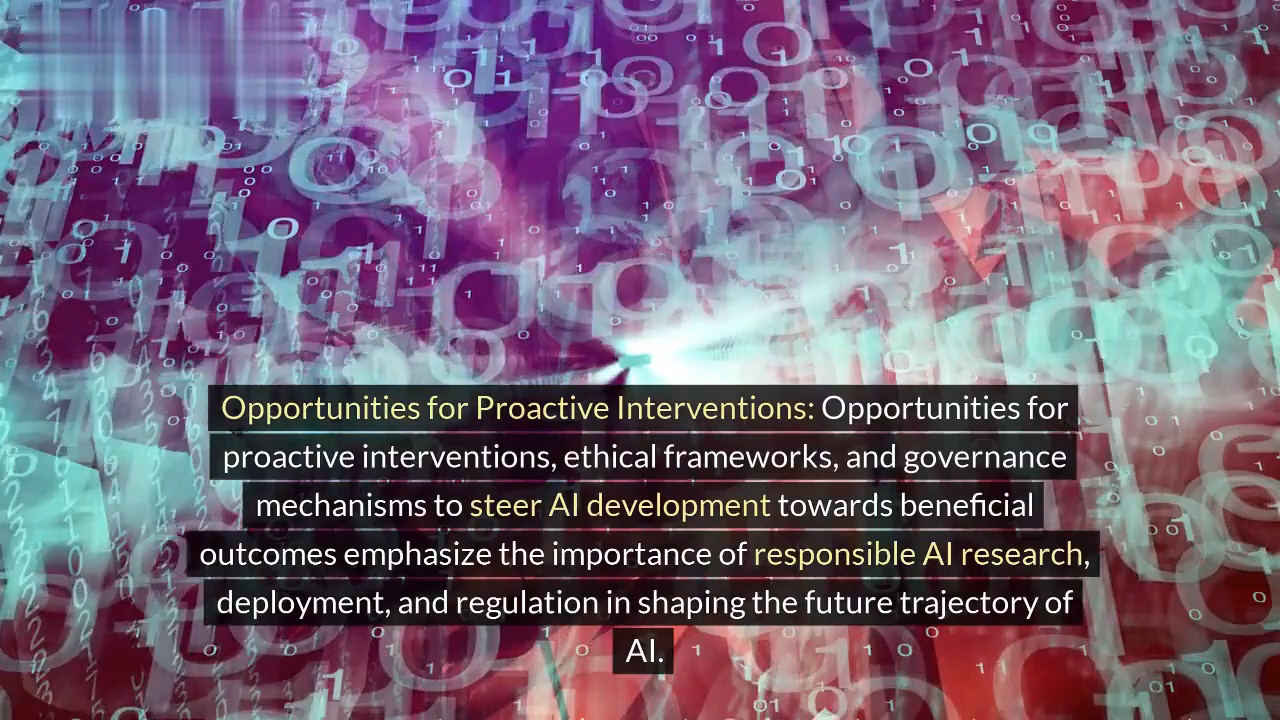 Opportunities for Proactive Interventions: Opportunities for
proactive interventions, ethical frameworks, and governance
mechanisms to steer AI development towards beneficial
outcomes emphasize the importance of responsible AI research,
deployment, and regulation in shaping the future trajectory of
AI.